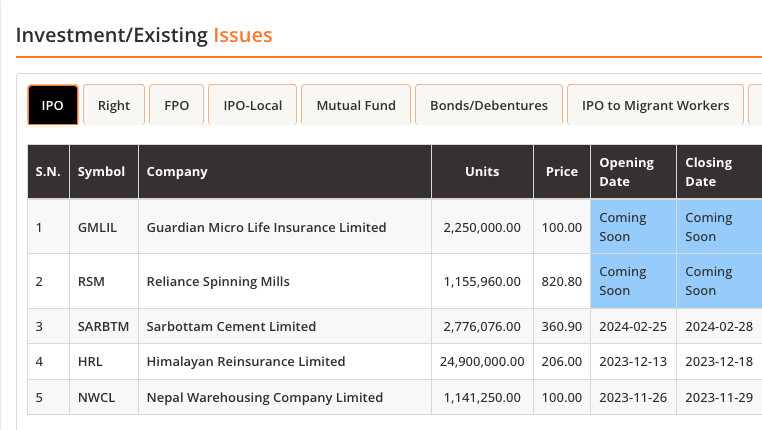 Investment/Existing Issues
IPO Right FPO IPO-Local Mutual Fund Bonds/Debentures IPO to Migrant Workers
S.N. Symbol Company Units Price Opening Date Closing Date
1 GMLIL Guardian Micro Life Insurance Limited 2,250,000.00 100.00 Coming Soon Coming Soon
2 RSM Reliance Spinning Mills 1,155,960.00 820.80 Coming Soon Coming Soon
3 SARBTM Sarbottam Cement Limited 2,776,076.00 360.90 2024-02-25 2024-02-28
4 HRL Himalayan Reinsurance Limited 24,900,000.00 206.00 2023-12-13 2023-12-18
5 NWCL Nepal Warehousing Company Limited 1,141,250.00 100.00 2023-11-26 2023-11-29